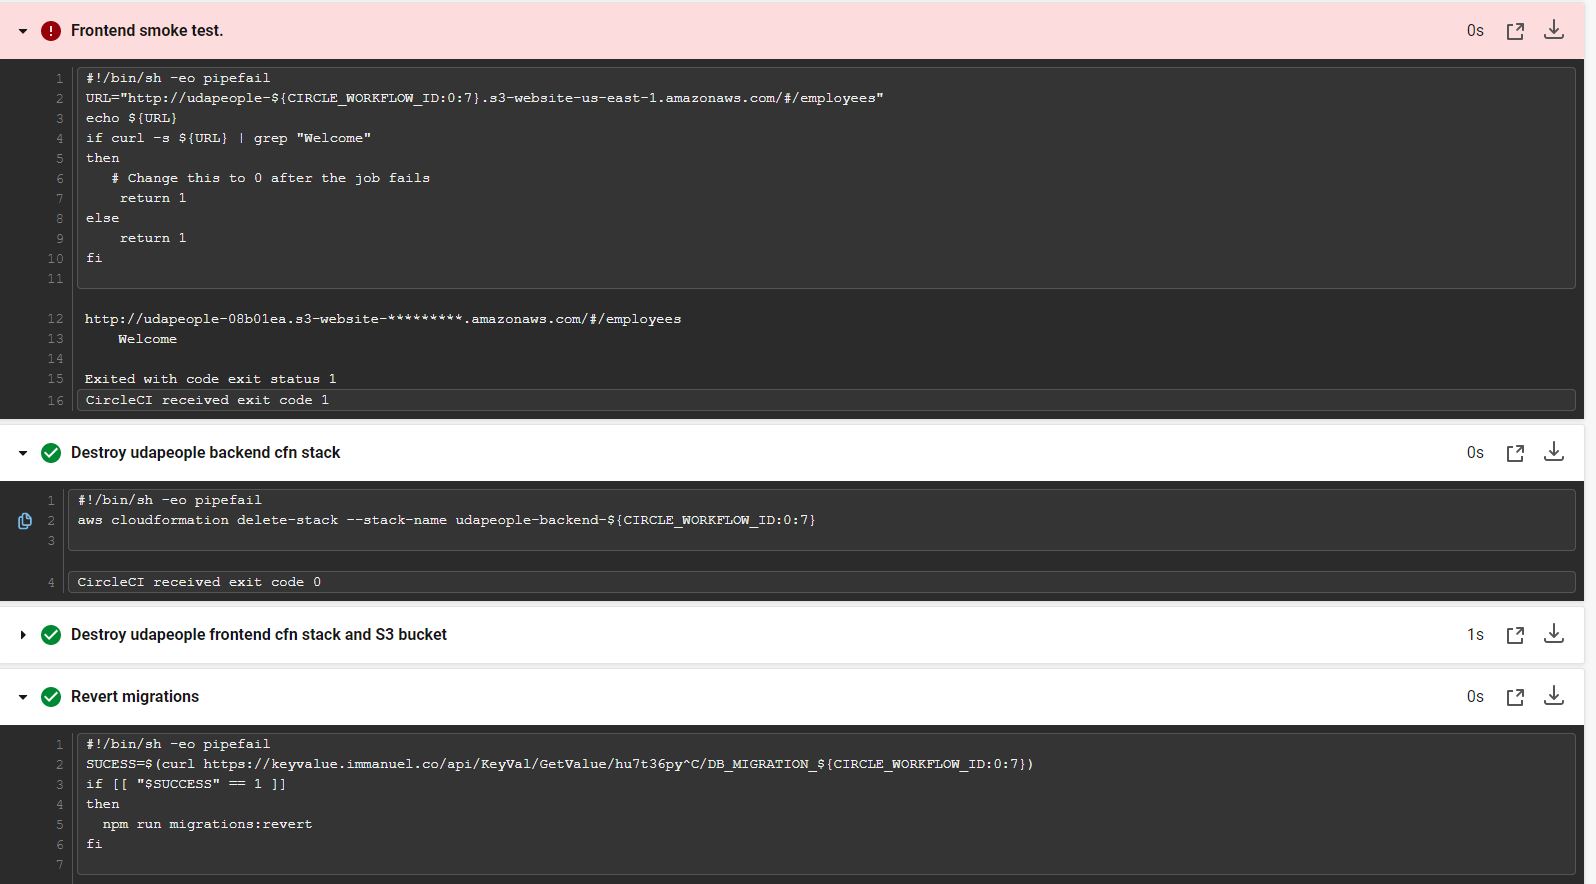 Frontend smoke test.
0s
1 #!/bin/sh -eo pipefail
2 URL="http://udapeople-${CIRCLE_WORKFLOW_ID:0:7}.s3-website-us-east-1.amazonaws.com/#/employees"
3 echo ${URL}
4 if curl -s ${URL} | grep "Welcome"
5 then
6 # Change this to 0 after the job fails
7 return 1
8 else
9 return 1
10 fi
11
12 http://udapeople-08b01ea.s3-website-*********.amazonaws.com/#/employees
13 Welcome
14
15 Exited with code exit status 1
16 CircleCI received exit code 1
Destroy udapeople backend cfn stack
0s
1 #!/bin/sh -eo pipefail
2 aws cloudformation delete-stack --stack-name udapeople-backend-${CIRCLE_WORKFLOW_ID:0:7}
3
4 CircleCI received exit code 0
Destroy udapeople frontend cfn stack and S3 bucket
1s
Revert migrations
0s
1 #!/bin/sh -eo pipefail
2 SUCESS=$(curl https://keyvalue.immanuel.co/api/KeyVal/GetValue/hu7t36py^C/DB_MIGRATION_${CIRCLE_WORKFLOW_ID:0:7})
3 if [[ "$SUCCESS" == 1 ]]
4 then
5 npm run migrations:revert
6 fi
7